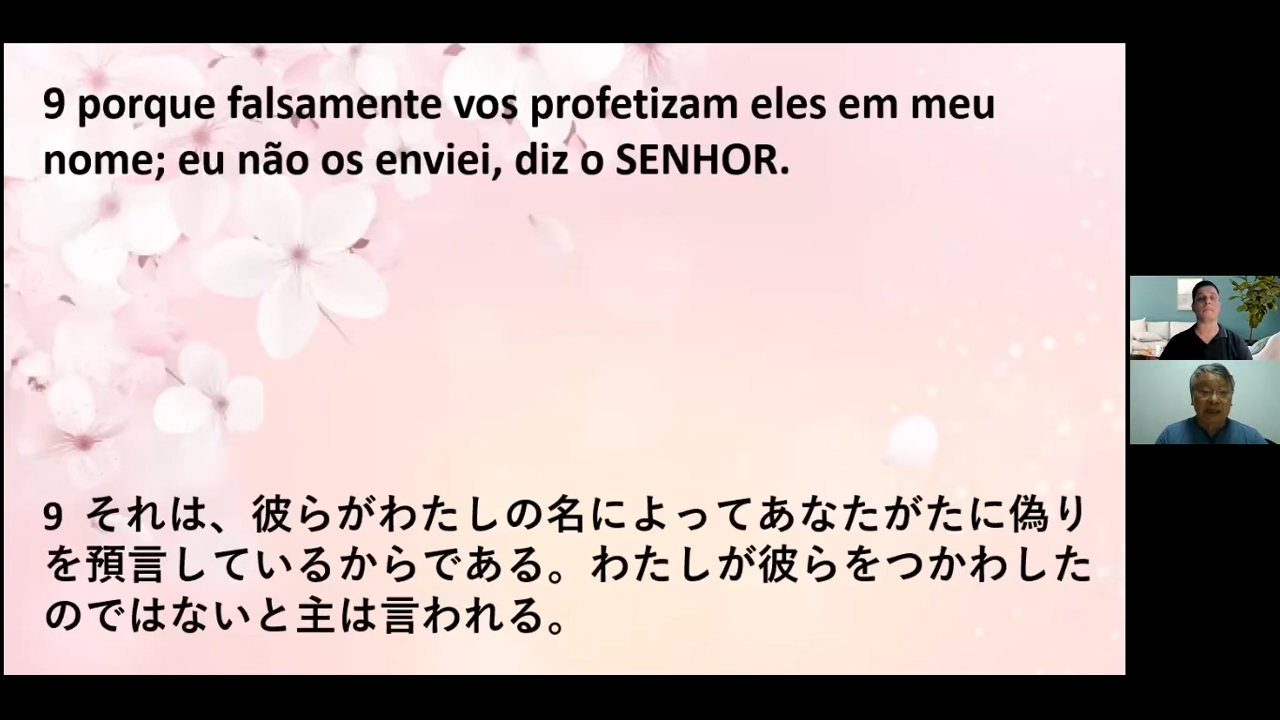 9 porque falsamente vos profetizam eles em meu
nome; eu não os enviei, diz o SENHOR.
9 それは、彼らがわたしの名によってあなたがたに偽り
を預言しているからである。わたしが彼らをつかわした
のではないと主は言われる。